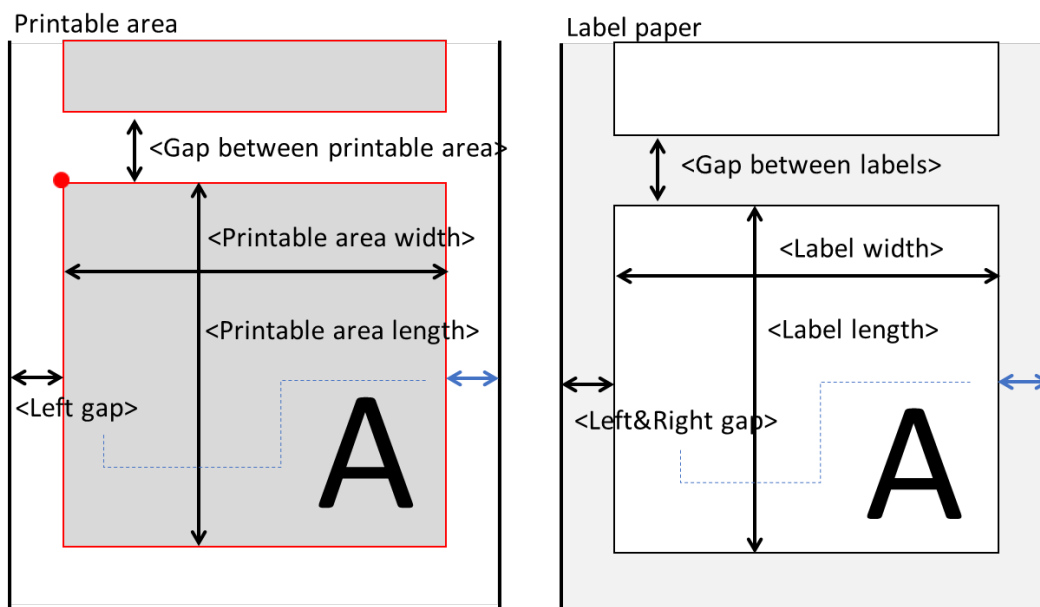 Printable area
<Gap between printable area>
<Printable area width>
<Printable area length>
<Left gap>
A
Label paper
<Gap between labels>
<Label width>
<Label length>
<Left&Right gap>
A